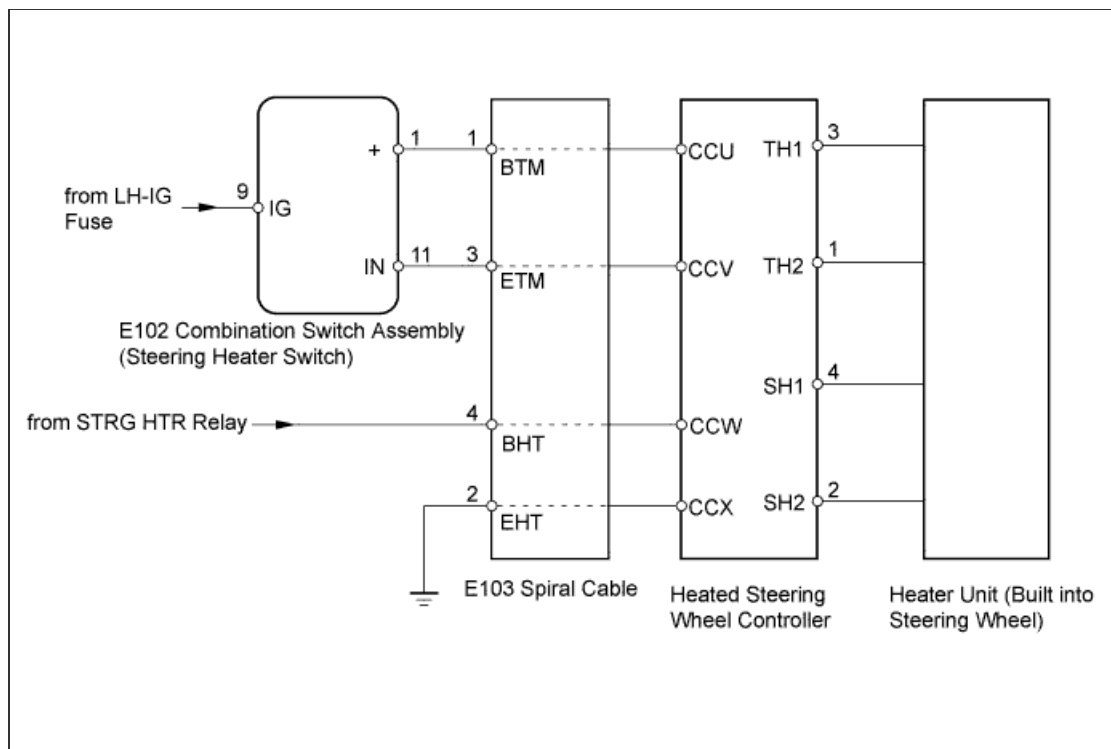 +
1
1
BTM
CCU
TH1
3
from LH-IG
Fuse
9
IG
IN
11
3
ETM
CCV
TH2
1
E102 Combination Switch Assembly
(Steering Heater Switch)
SH1
4
from STRG HTR Relay
4
BHT
CCW
2
EHT
CCX
SH2
2
E103 Spiral Cable
Heated Steering
Wheel Controller
Heater Unit (Built into
Steering Wheel)